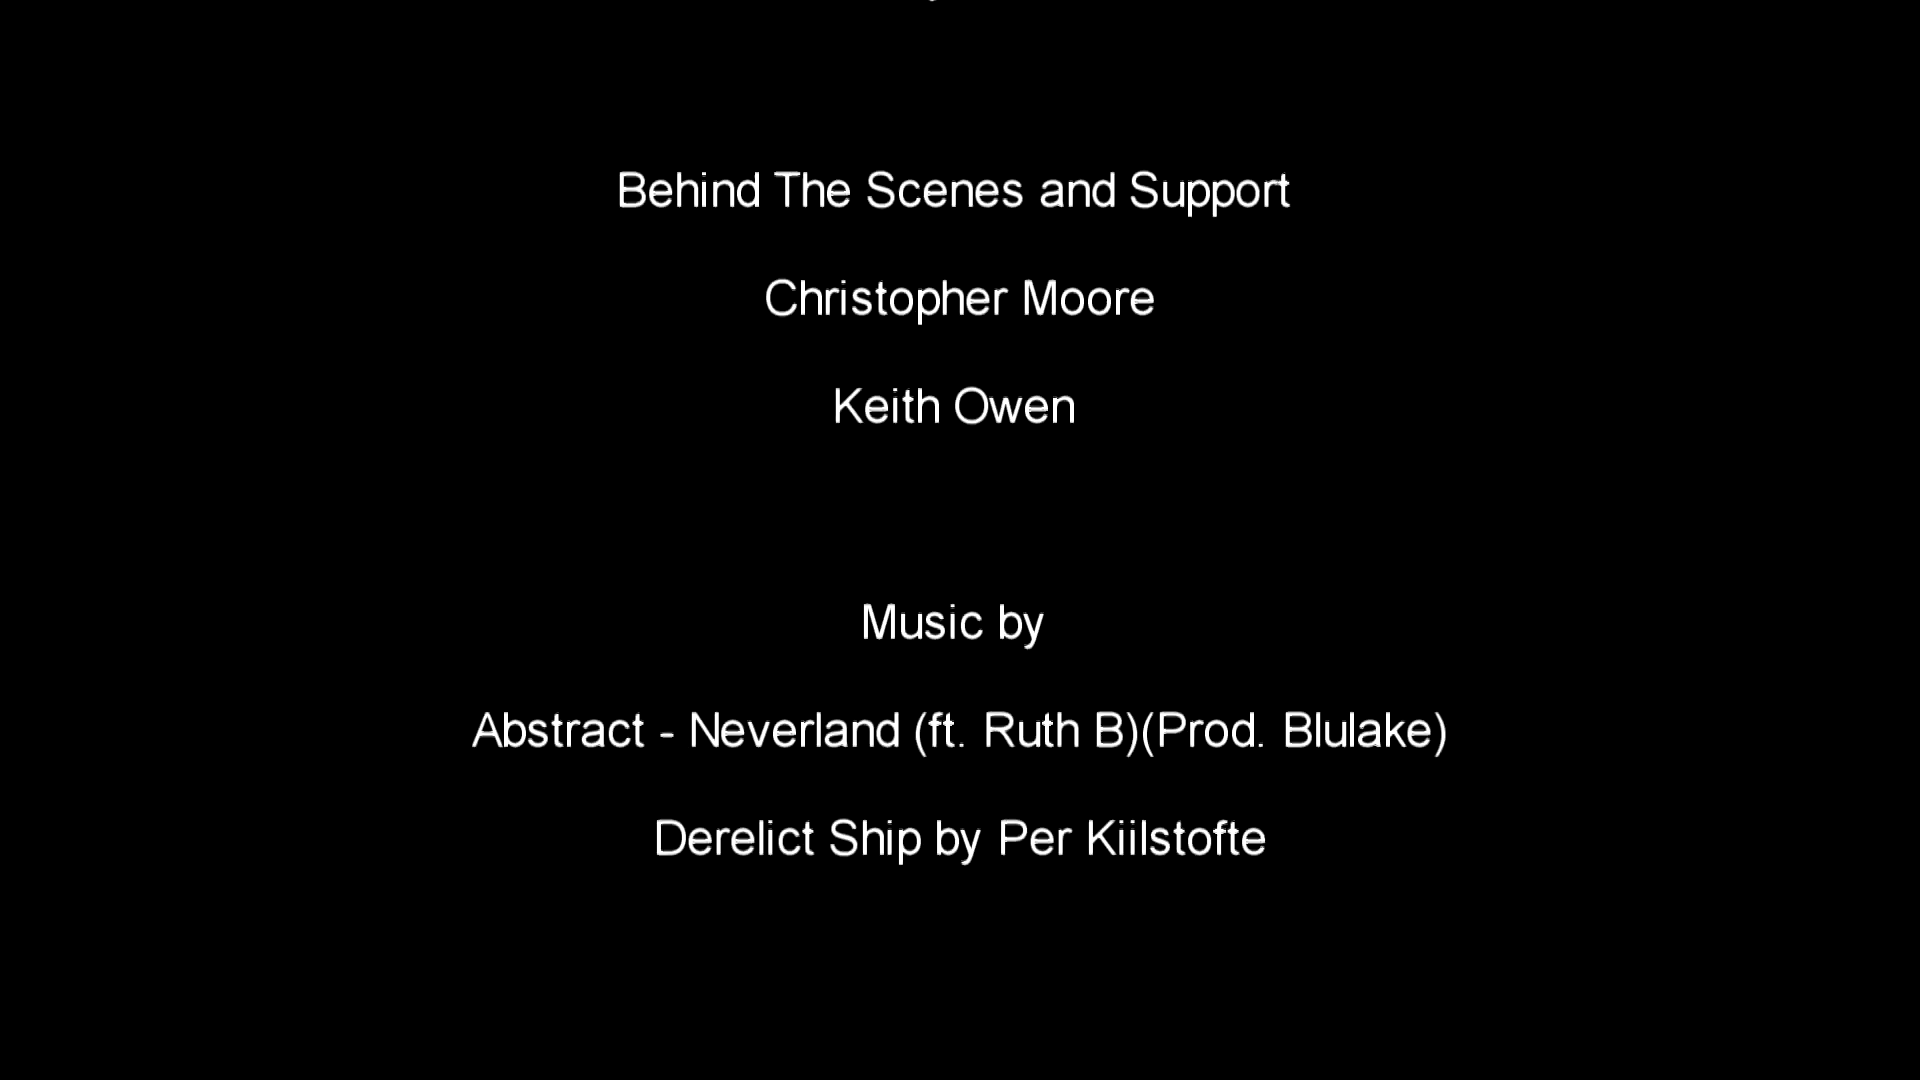 Behind The Scenes and Support
Christopher Moore
Keith Owen
Music by
Abstract - Neverland (ft. Ruth B)(Prod. Blulake)
Derelict Ship by Per Kiilstofte